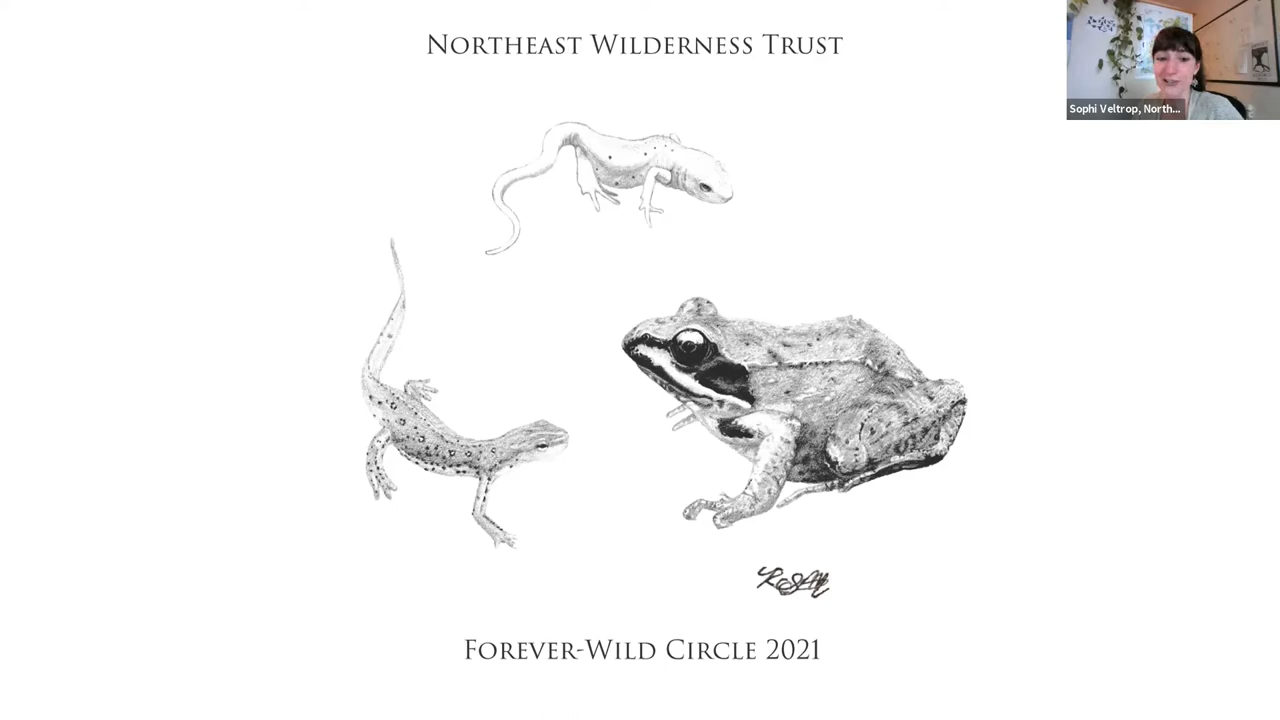 Northeast Wilderness Trust
Sophi Veltrop, North...
Forever-Wild Circle 2021